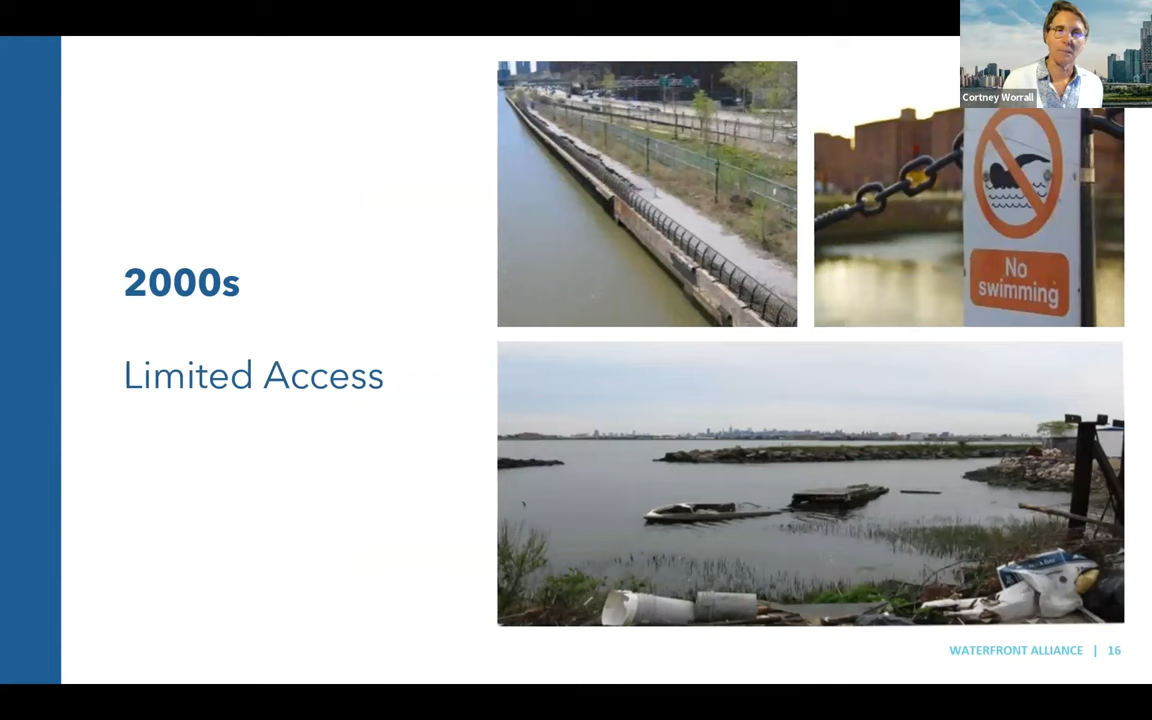 Cortney Worrall
No
swimming
2000s
Limited Access
WATERFRONT ALLIANCE | 16